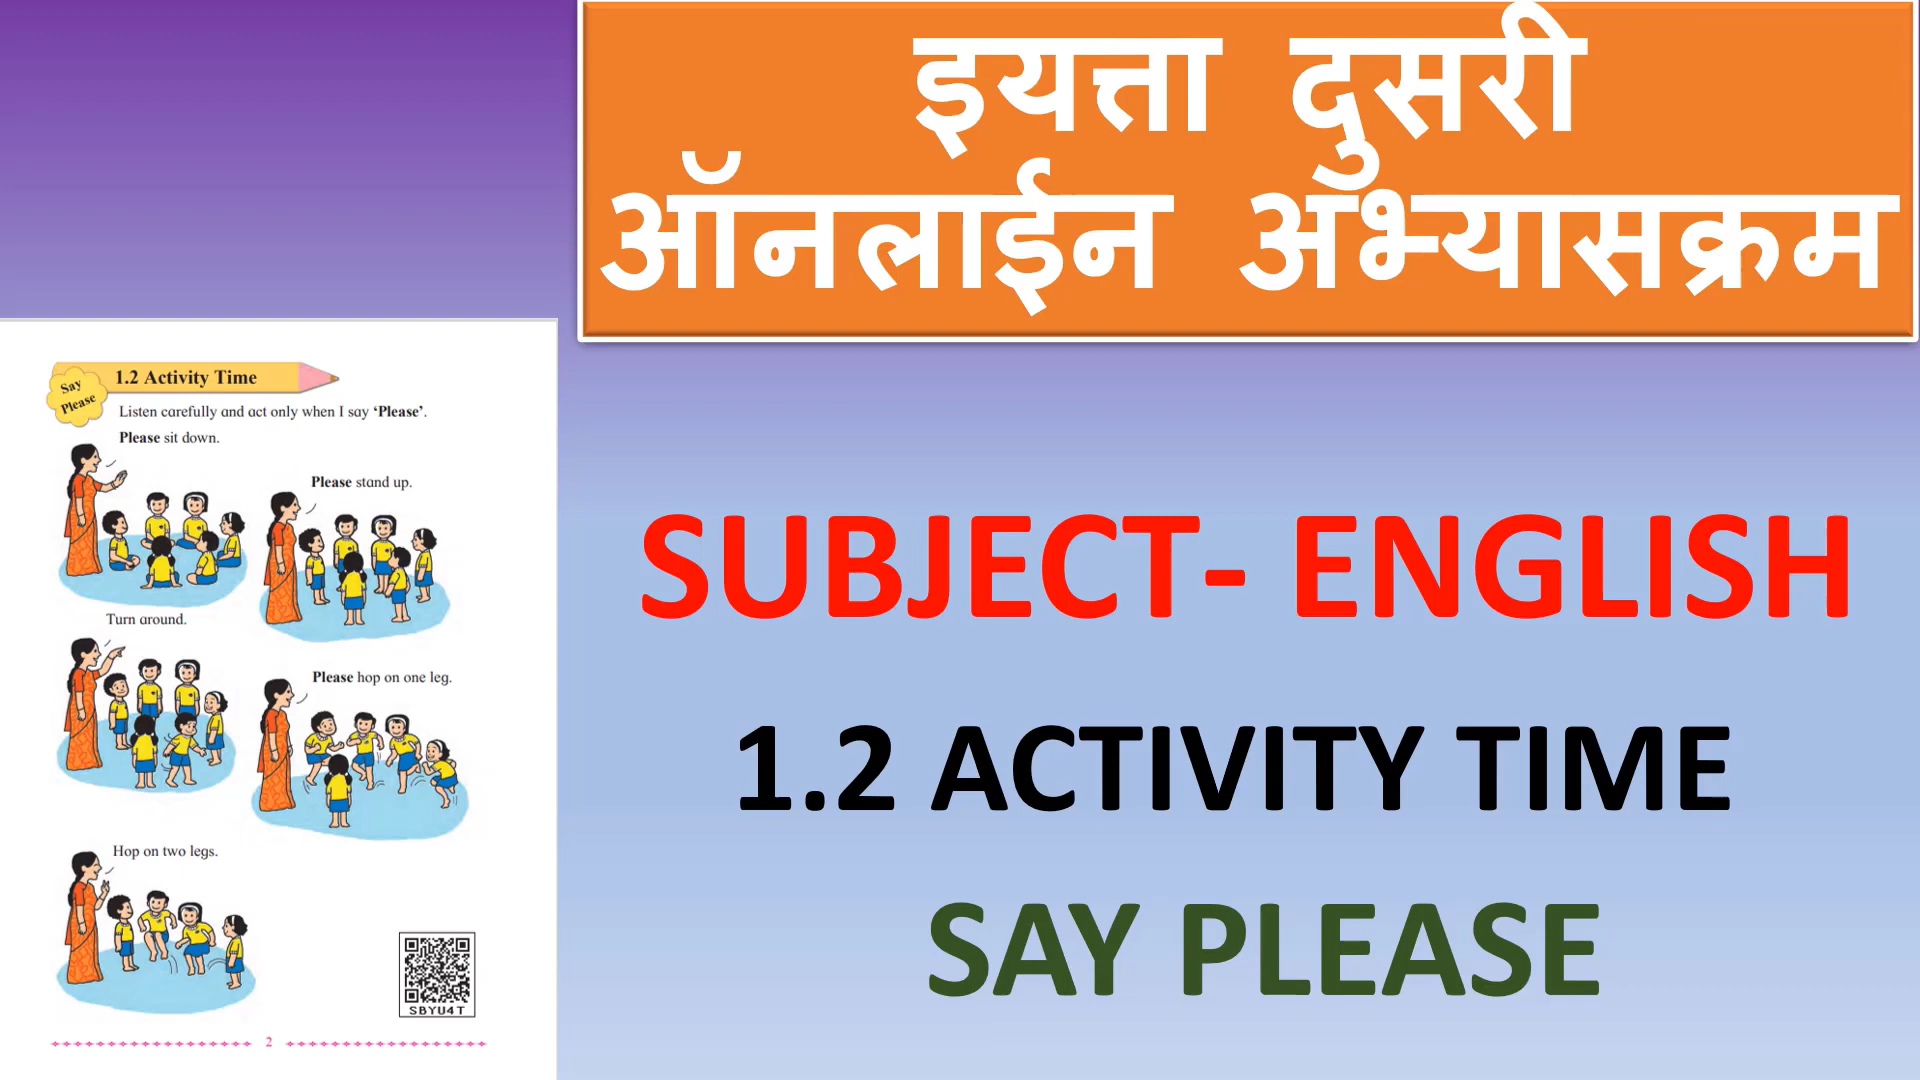 इयत्ता दुसरी
ऑनलाईन अभ्यासक्रम
Say
Please
1.2 Activity Time
Listen carefully and act only when I say ‘Please’.
Please sit down.
Please stand up.
Turn around.
Please hop on one leg.
Hop on two legs.
SBYU4T
2
SUBJECT- ENGLISH
1.2 ACTIVITY TIME
SAY PLEASE